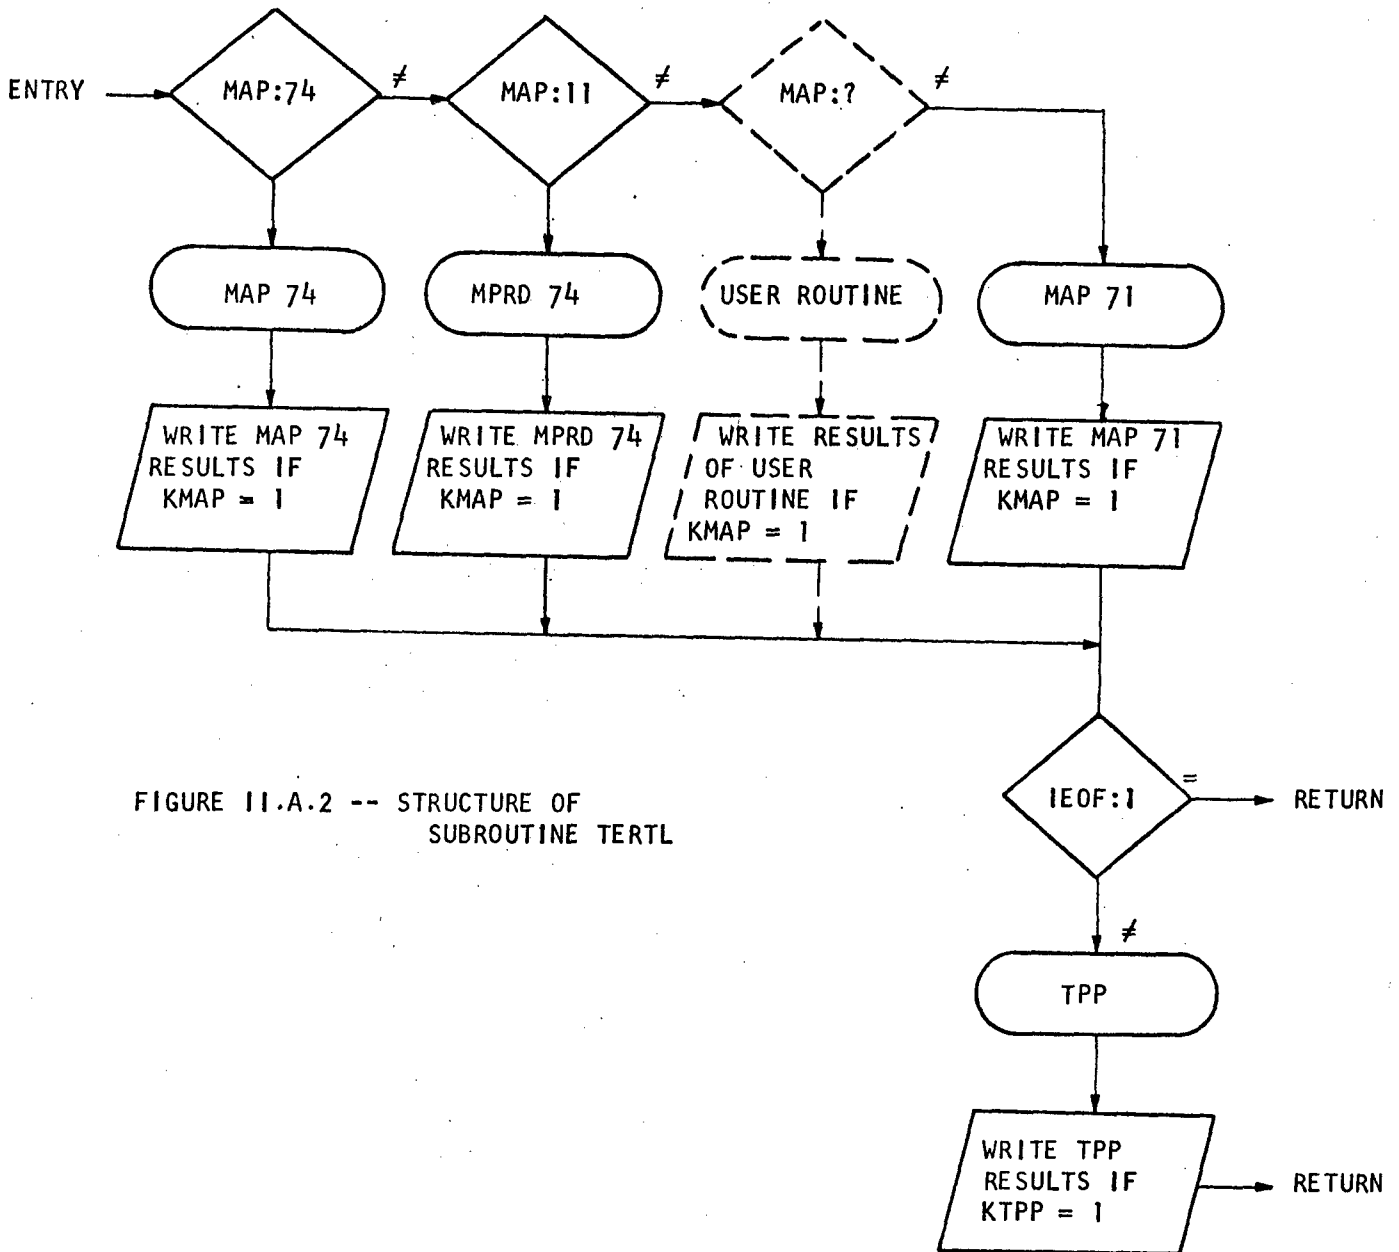 ENTRY
MAP:74
≠
MAP:11
≠
MAP:?
≠
MAP 74
MPRD 74
USER ROUTINE
MAP 71
WRITE MAP 74
RESULTS IF
KMAP = 1
WRITE MPRD 74
RESULTS IF
KMAP = 1
WRITE RESULTS
OF USER
ROUTINE IF
KMAP = 1
WRITE MAP 71
RESULTS IF
KMAP = 1
IEOF:1
=
RETURN
FIGURE II.A.2 -- STRUCTURE OF
SUBROUTINE TERTL
≠
TPP
WRITE TPP
RESULTS IF
KTPP = 1
RETURN